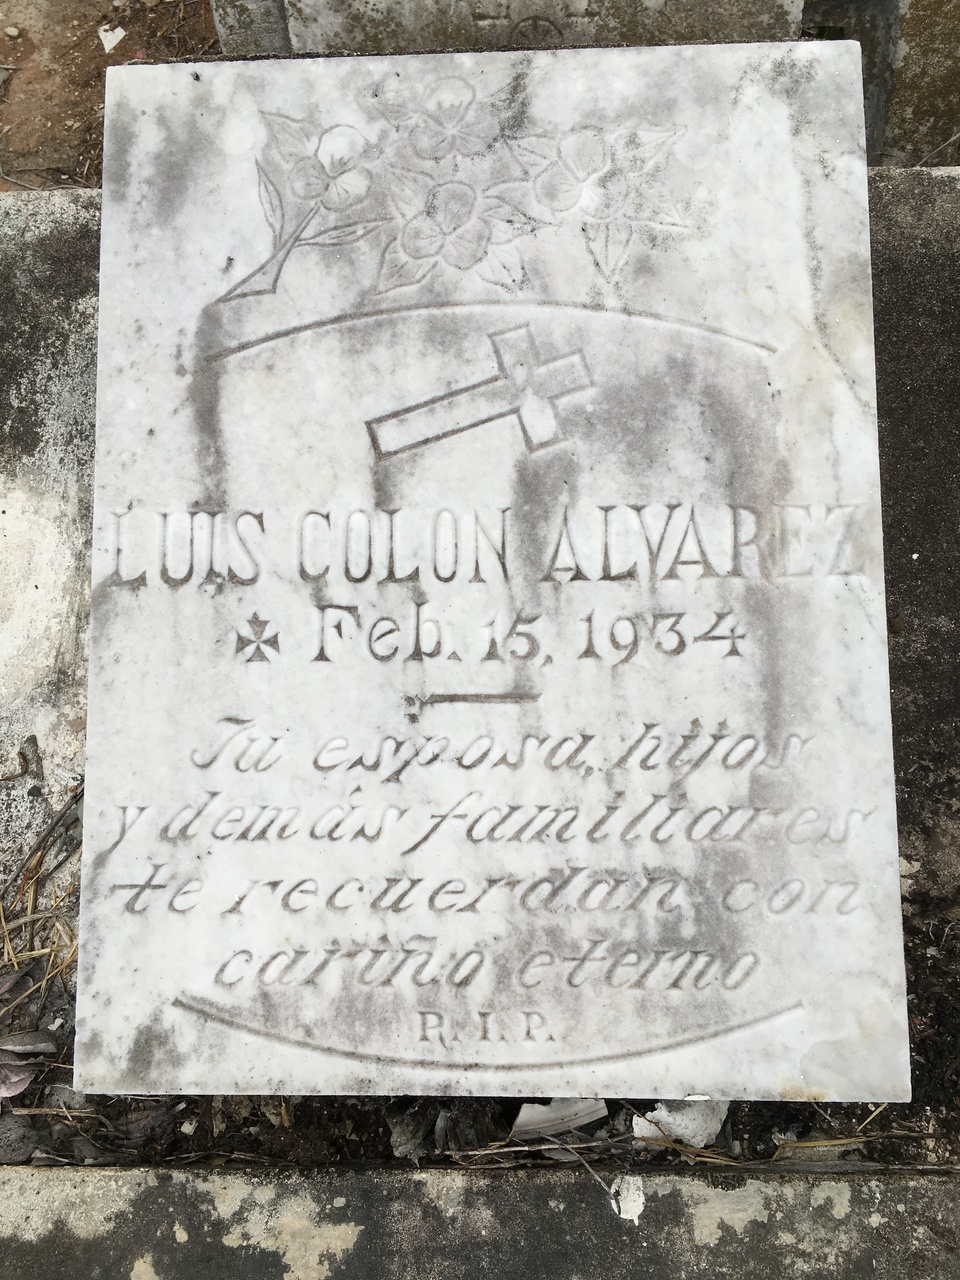 LUIS COLON ALVAREZ
✠ Feb. 15, 1934
Tu esposa, hijos
y demás familiares
te recuerdan con
cariño eterno
R. I. P.